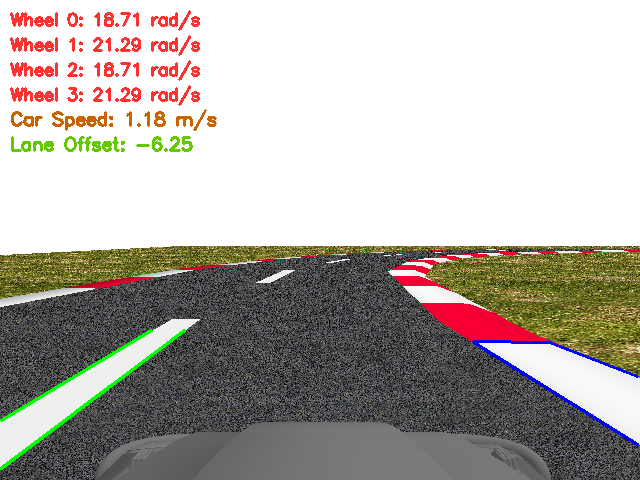 Wheel 0: 18.71 rad/s
Wheel 1: 21.29 rad/s
Wheel 2: 18.71 rad/s
Wheel 3: 21.29 rad/s
Car Speed: 1.18 m/s
Lane Offset: -6.25